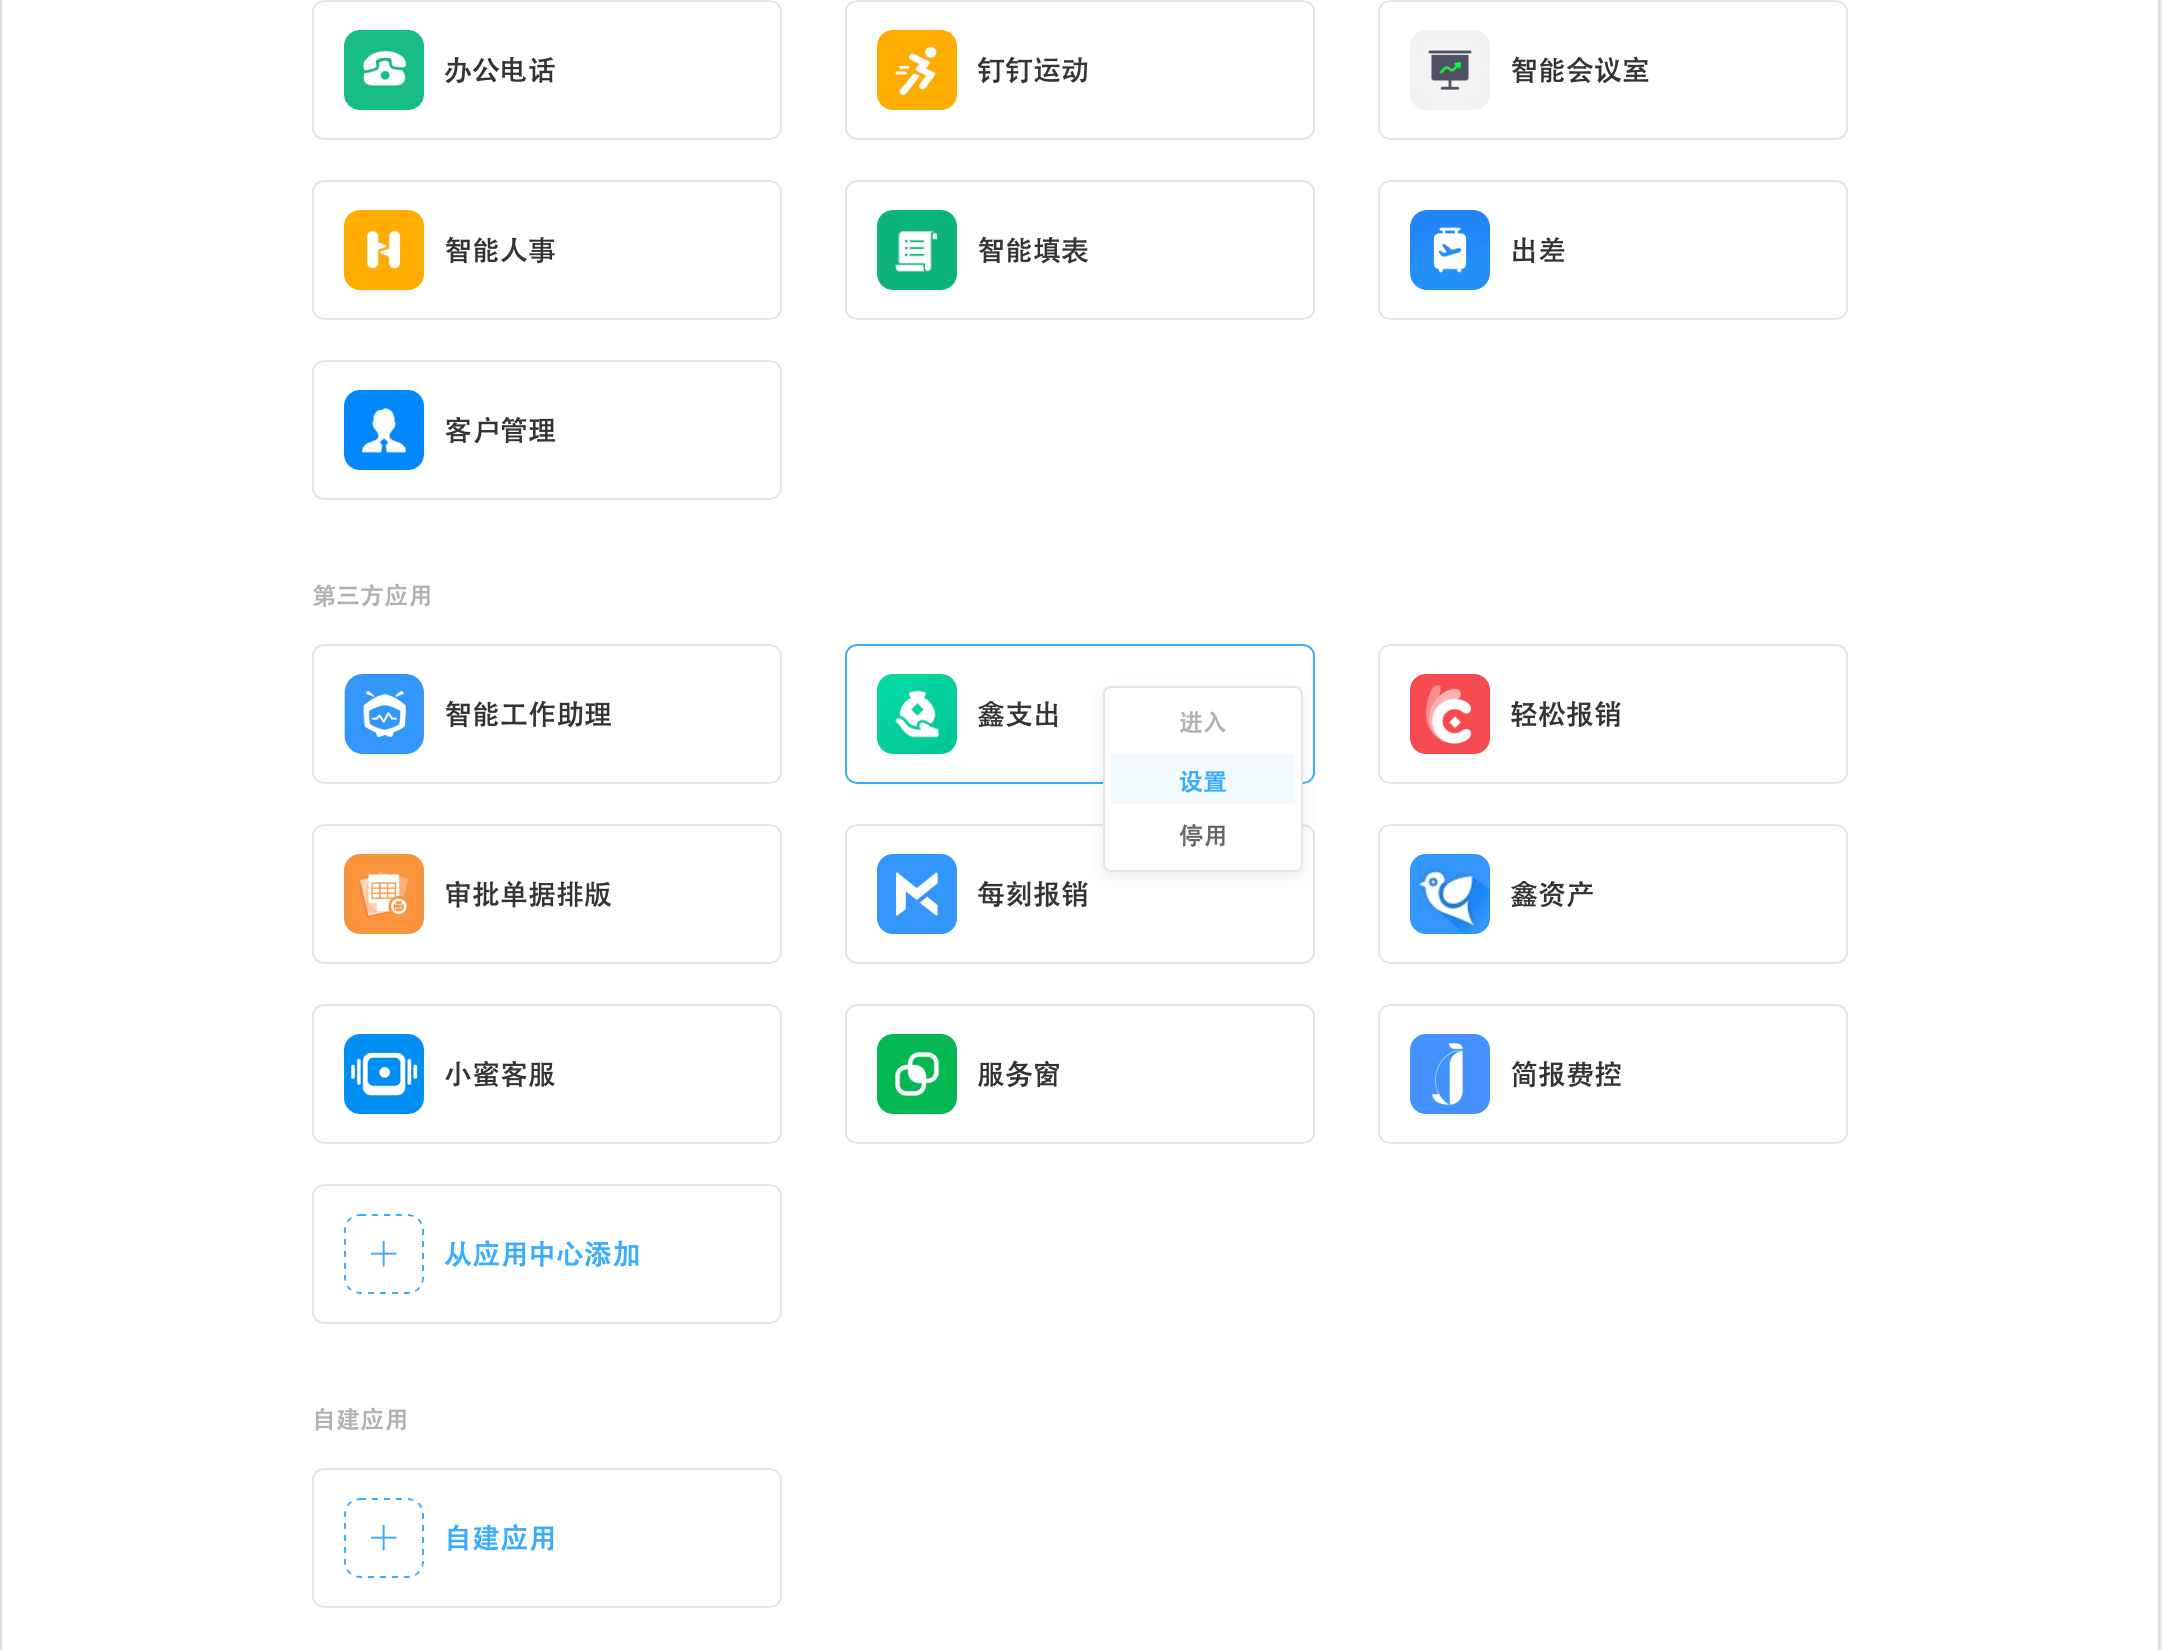 办公电话
钉钉运动
智能会议室
智能人事
智能填表
出差
客户管理
第三方应用
智能工作助理
鑫支出
轻松报销
进入
设置
停用
审批单据排版
每刻报销
鑫资产
小蜜客服
服务窗
简报费控
从应用中心添加
自建应用
自建应用